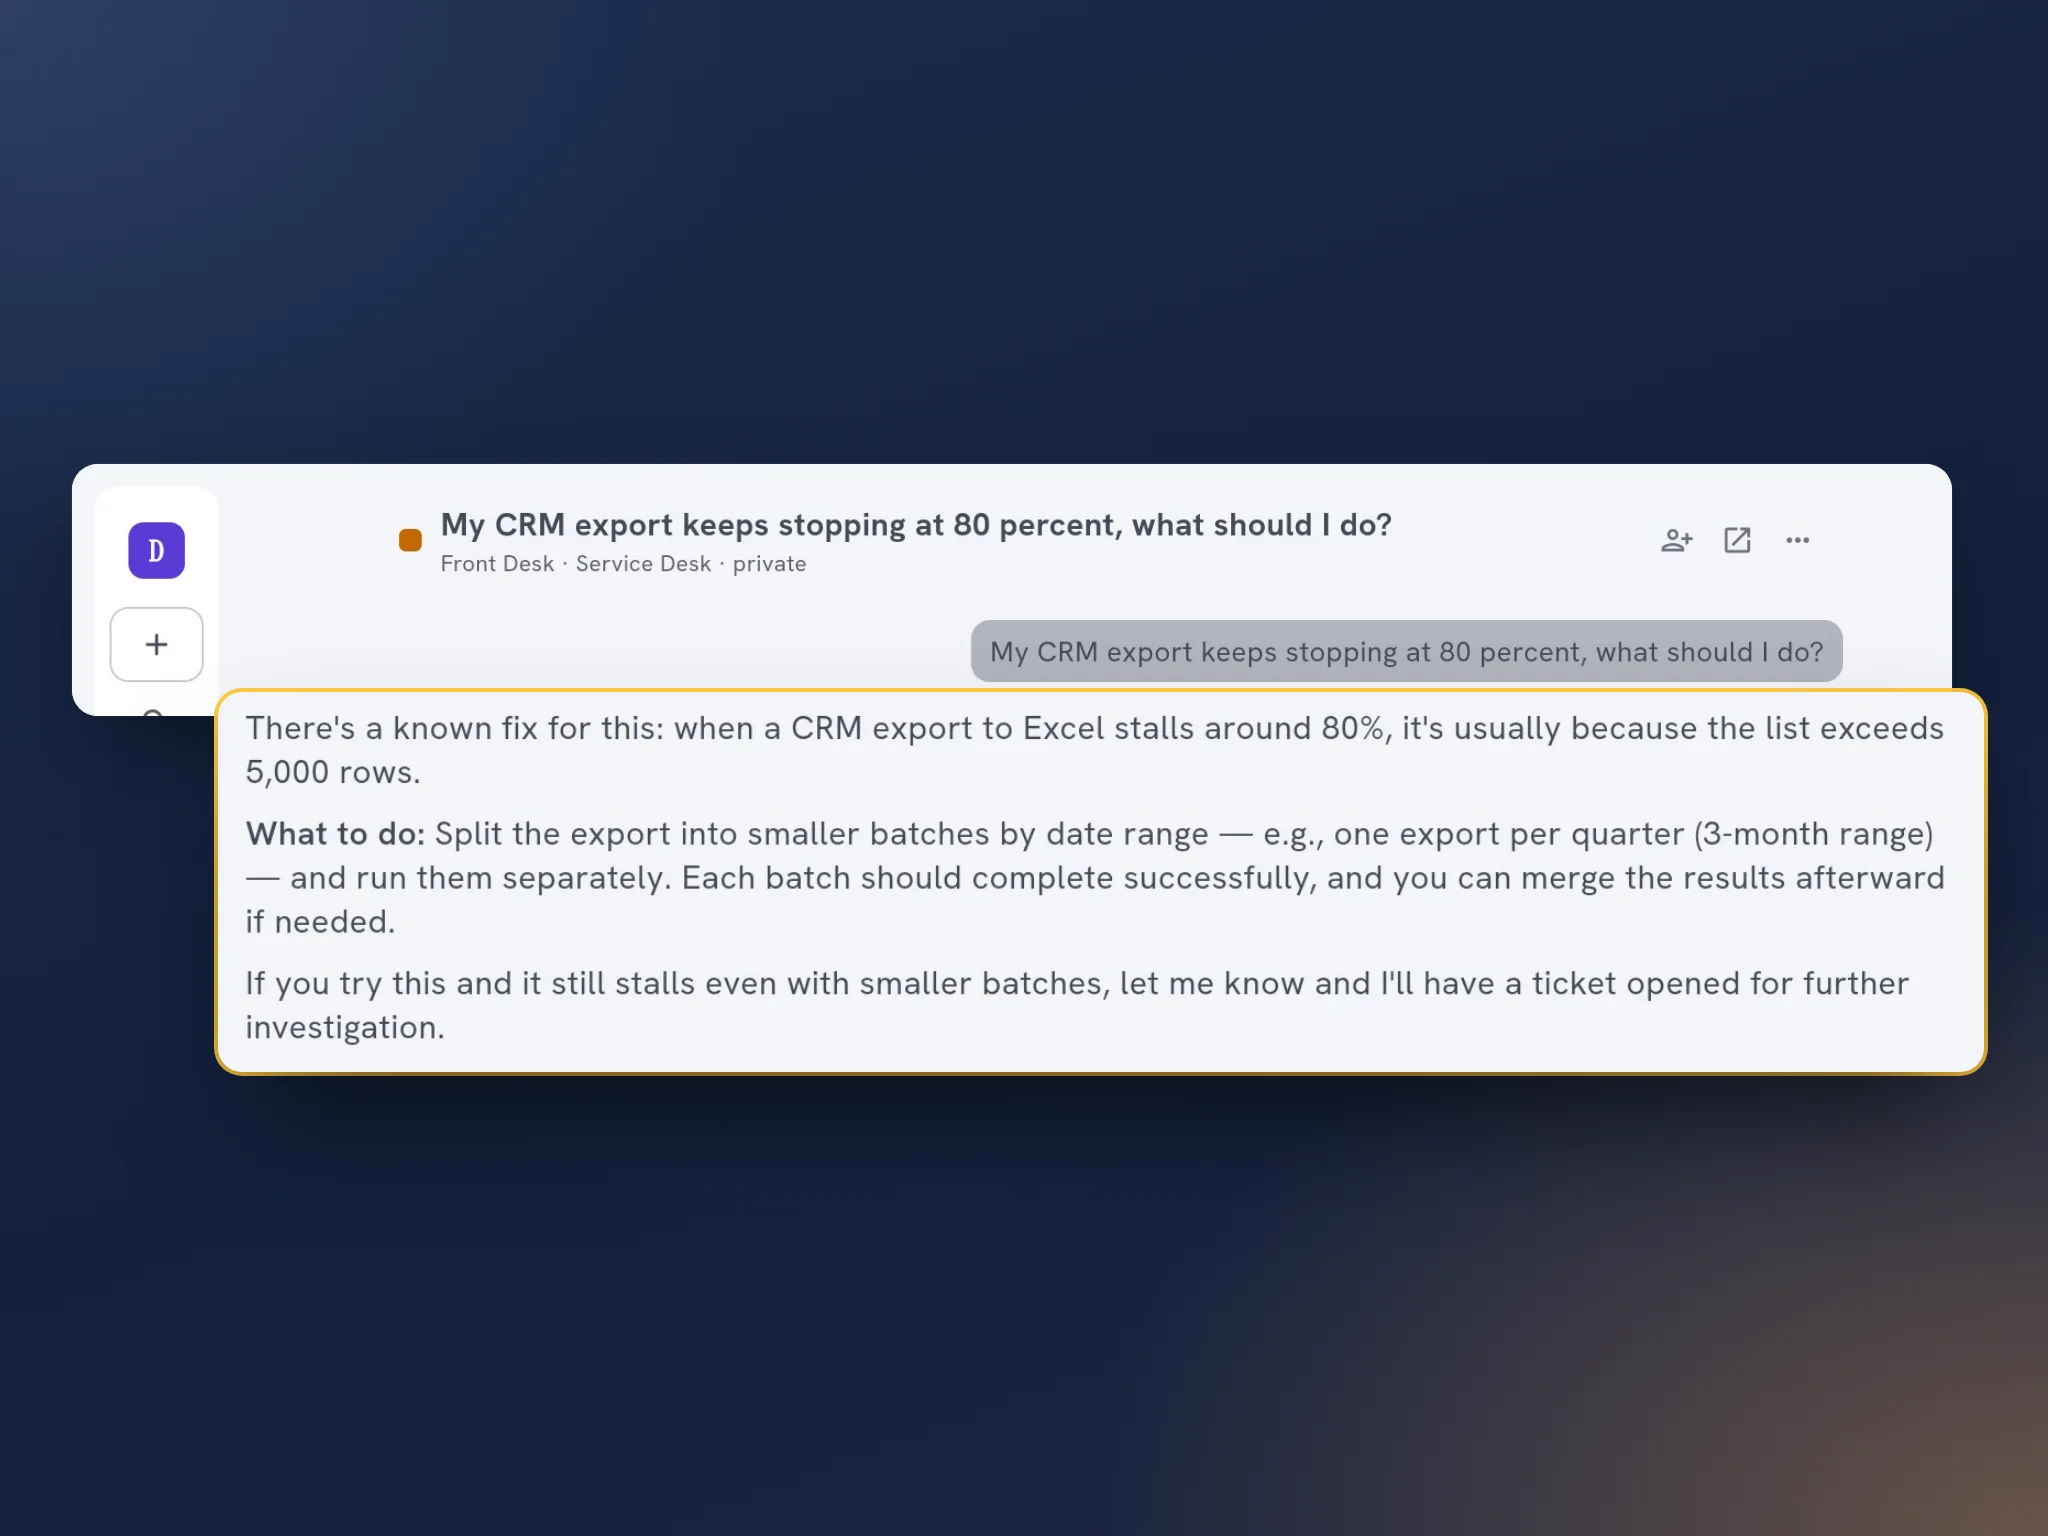 D
My CRM export keeps stopping at 80 percent, what should I do?
Front Desk · Service Desk · private
+
My CRM export keeps stopping at 80 percent, what should I do?
There's a known fix for this: when a CRM export to Excel stalls around 80%, it's usually because the list exceeds
5,000 rows.
What to do: Split the export into smaller batches by date range — e.g., one export per quarter (3-month range)
— and run them separately. Each batch should complete successfully, and you can merge the results afterward
if needed.
If you try this and it still stalls even with smaller batches, let me know and I'll have a ticket opened for further
investigation.